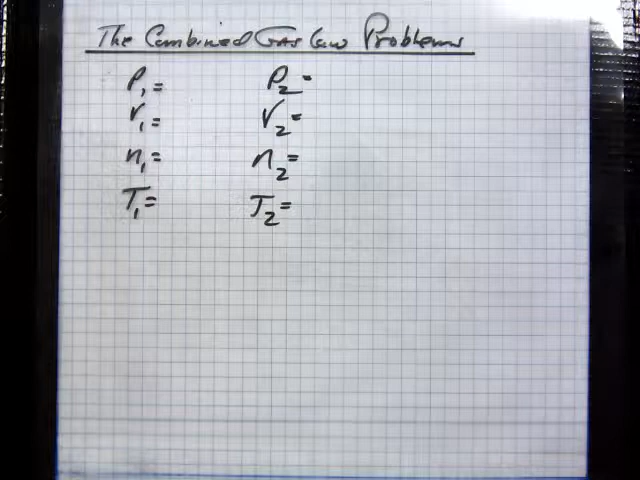 The Combined Gas Law Problems
P₁= P₂=
V₁= V₂=
n₁= n₂=
T₁= T₂=